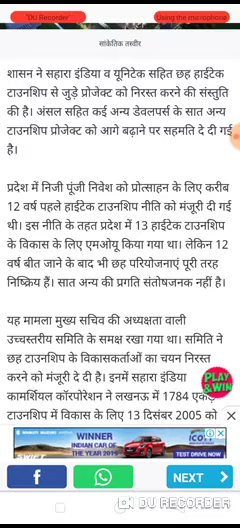 "DU Recorder"
Using the microphone
सांकेतिक तस्वीर
शासन ने सहारा इंडिया व यूनिटेक सहित छह हाईटेक
टाउनशिप से जुड़े प्रोजेक्ट को निरस्त करने की संस्तुति
की है। अंसल सहित कई अन्य डेवलपर्स के सात अन्य
टाउनशिप प्रोजेक्ट को आगे बढ़ाने पर सहमति दे दी गई
है।
प्रदेश में निजी पूंजी निवेश को प्रोत्साहन के लिए करीब
12 वर्ष पहले हाईटेक टाउनशिप नीति को मंजूरी दी गई
थी। इस नीति के तहत प्रदेश में 13 हाईटेक टाउनशिप
के विकास के लिए एमओयू किया गया था। लेकिन 12
वर्ष बीत जाने के बाद भी छह परियोजनाएं पूरी तरह
निष्क्रिय हैं। सात अन्य की प्रगति संतोषजनक नहीं है।
यह मामला मुख्य सचिव की अध्यक्षता वाली
उच्चस्तरीय समिति के समक्ष रखा गया था। समिति ने
छह टाउनशिप के विकासकर्ताओं का चयन निरस्त
करने को मंजूरी दे दी है। इनमें सहारा इंडिया
PLAY & WIN
कामर्शियल कॉरपोरेशन ने लखनऊ में 1784 एकड़
टाउनशिप में विकास के लिए 13 दिसंबर 2005 को
WINNER
INDIAN CAR OF
THE YEAR 2019
ICOTY
TEST DRIVE NOW
NEXT
DU RECORDER